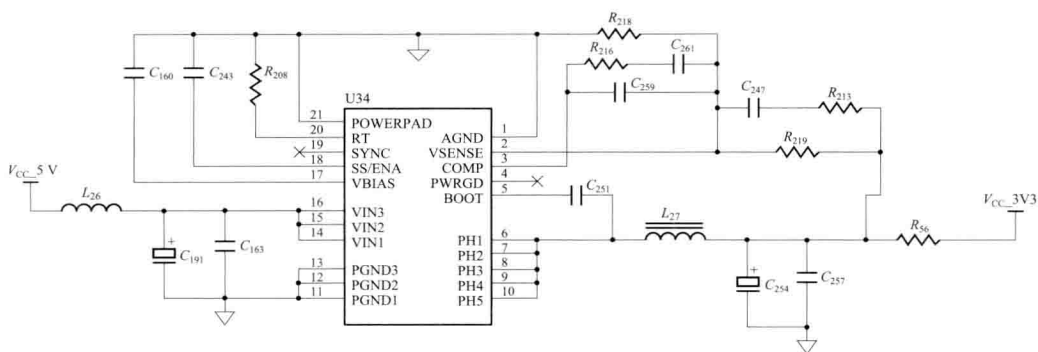 R218
R216
C261
C160
C243
R208
C259
C247
R213
U34
21 POWERPAD
20 RT
19 SYNC
18 SS/ENA
17 VBIAS
AGND 1
VSENSE 2
COMP 3
PWRGD 4
BOOT 5
R219
VCC_5 V
L26
C251
L27
VCC_3V3
16 VIN3
15 VIN2
14 VIN1
PH1 6
PH2 7
PH3 8
PH4 9
PH5 10
R56
+
C191
C163
13 PGND3
12 PGND2
11 PGND1
+
C254
C257